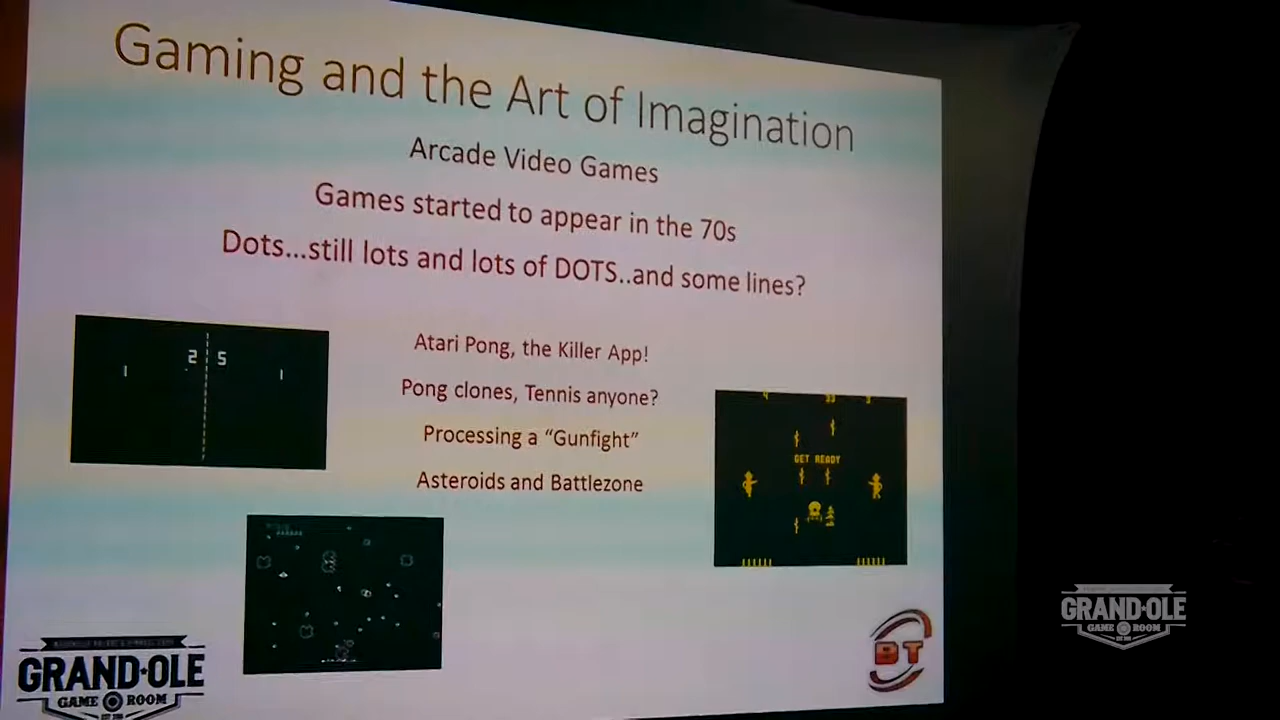 Gaming and the Art of Imagination
Arcade Video Games
Games started to appear in the 70s
Dots...still lots and lots of DOTS..and some lines?
2 5
Atari Pong, the Killer App!
Pong clones, Tennis anyone?
Processing a “Gunfight”
Asteroids and Battlezone
GET READY
BT
GRAND•OLE
GAME ROOM
GRAND•OLE
GAME ROOM